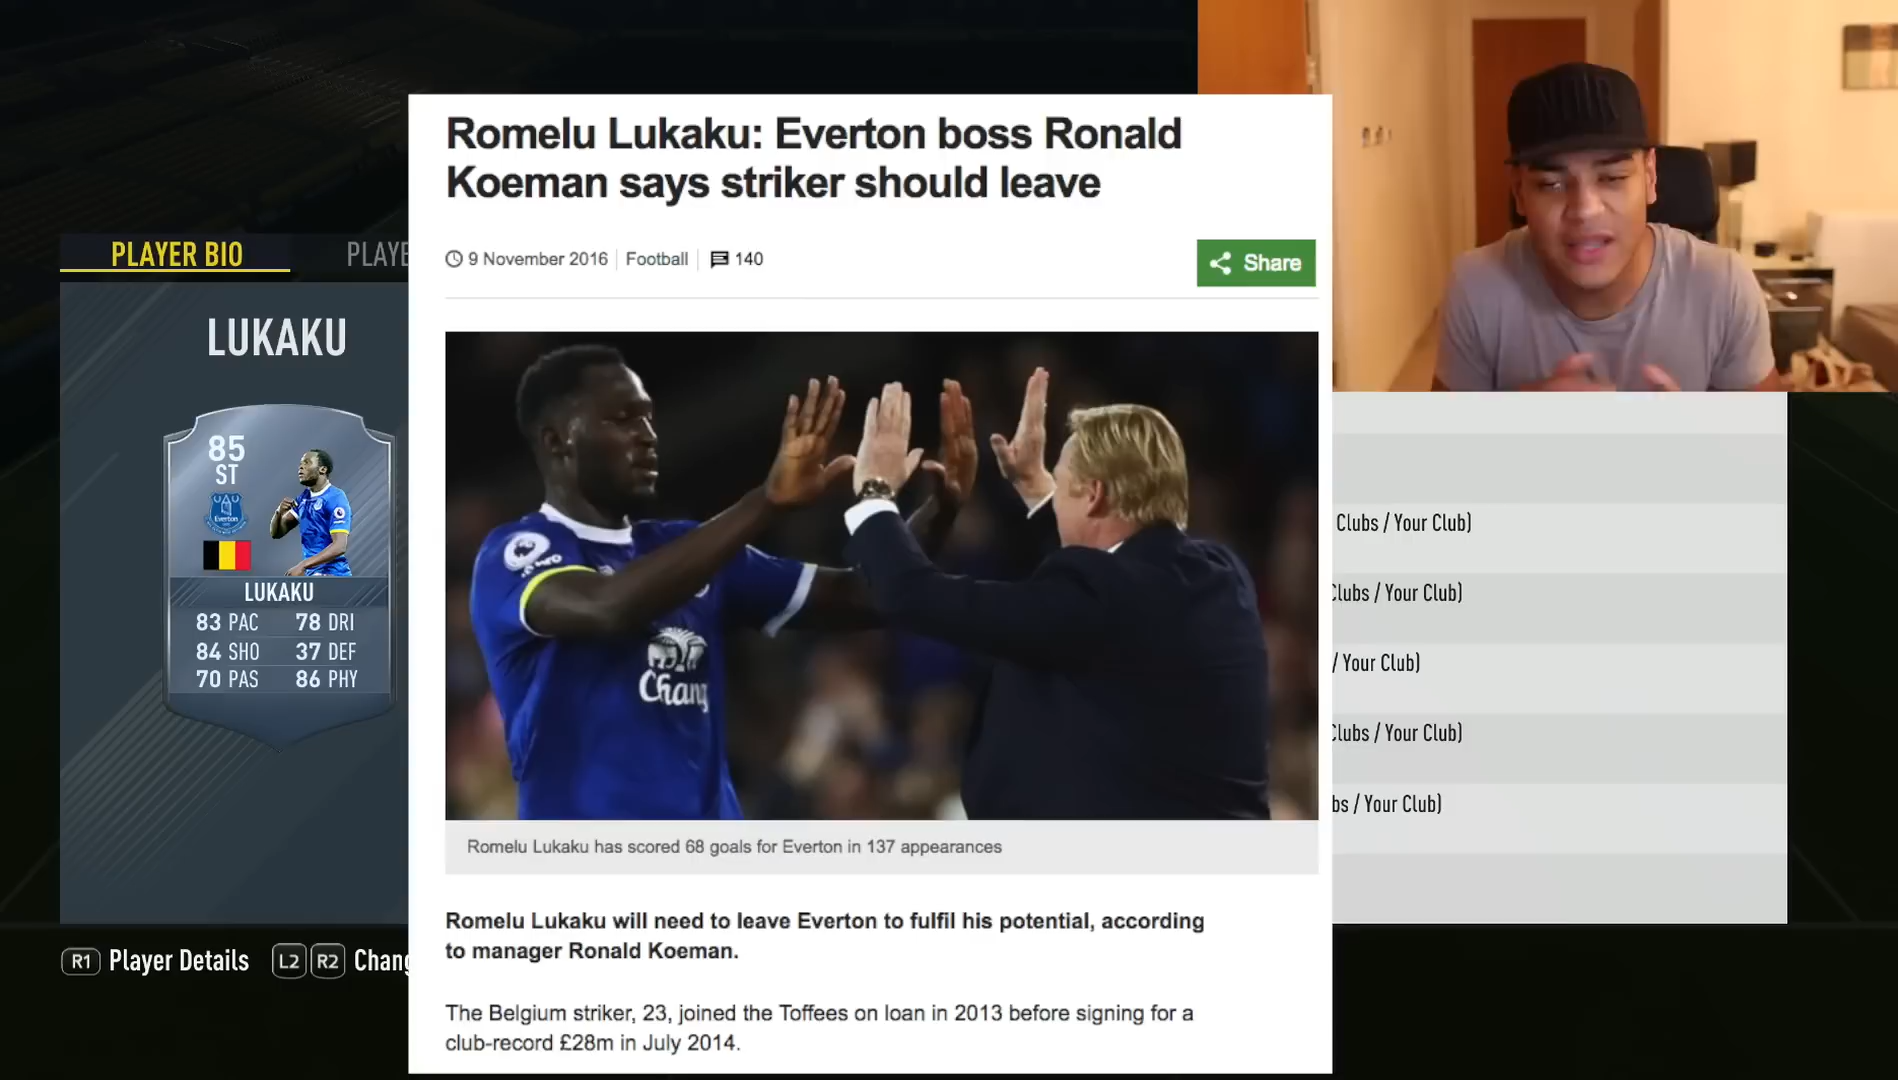 Romelu Lukaku: Everton boss Ronald
Koeman says striker should leave
9 November 2016 Football 140
Share
PLAYER BIO PLAYE
LUKAKU
85
ST
Everton
LUKAKU
83 PAC 78 DRI
84 SHO 37 DEF
70 PAS 86 PHY
Chang
Clubs / Your Club)
Clubs / Your Club)
/ Your Club)
Clubs / Your Club)
bs / Your Club)
Romelu Lukaku has scored 68 goals for Everton in 137 appearances
Romelu Lukaku will need to leave Everton to fulfil his potential, according
to manager Ronald Koeman.
The Belgium striker, 23, joined the Toffees on loan in 2013 before signing for a
club-record £28m in July 2014.
R1 Player Details L2 R2 Chang